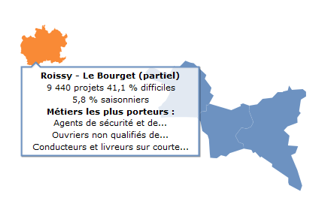 Roissy - Le Bourget (partiel)
9 440 projets 41,1 % difficiles
5,8 % saisonniers
Métiers les plus porteurs :
Agents de sécurité et de...
Ouvriers non qualifiés de...
Conducteurs et livreurs sur courte...